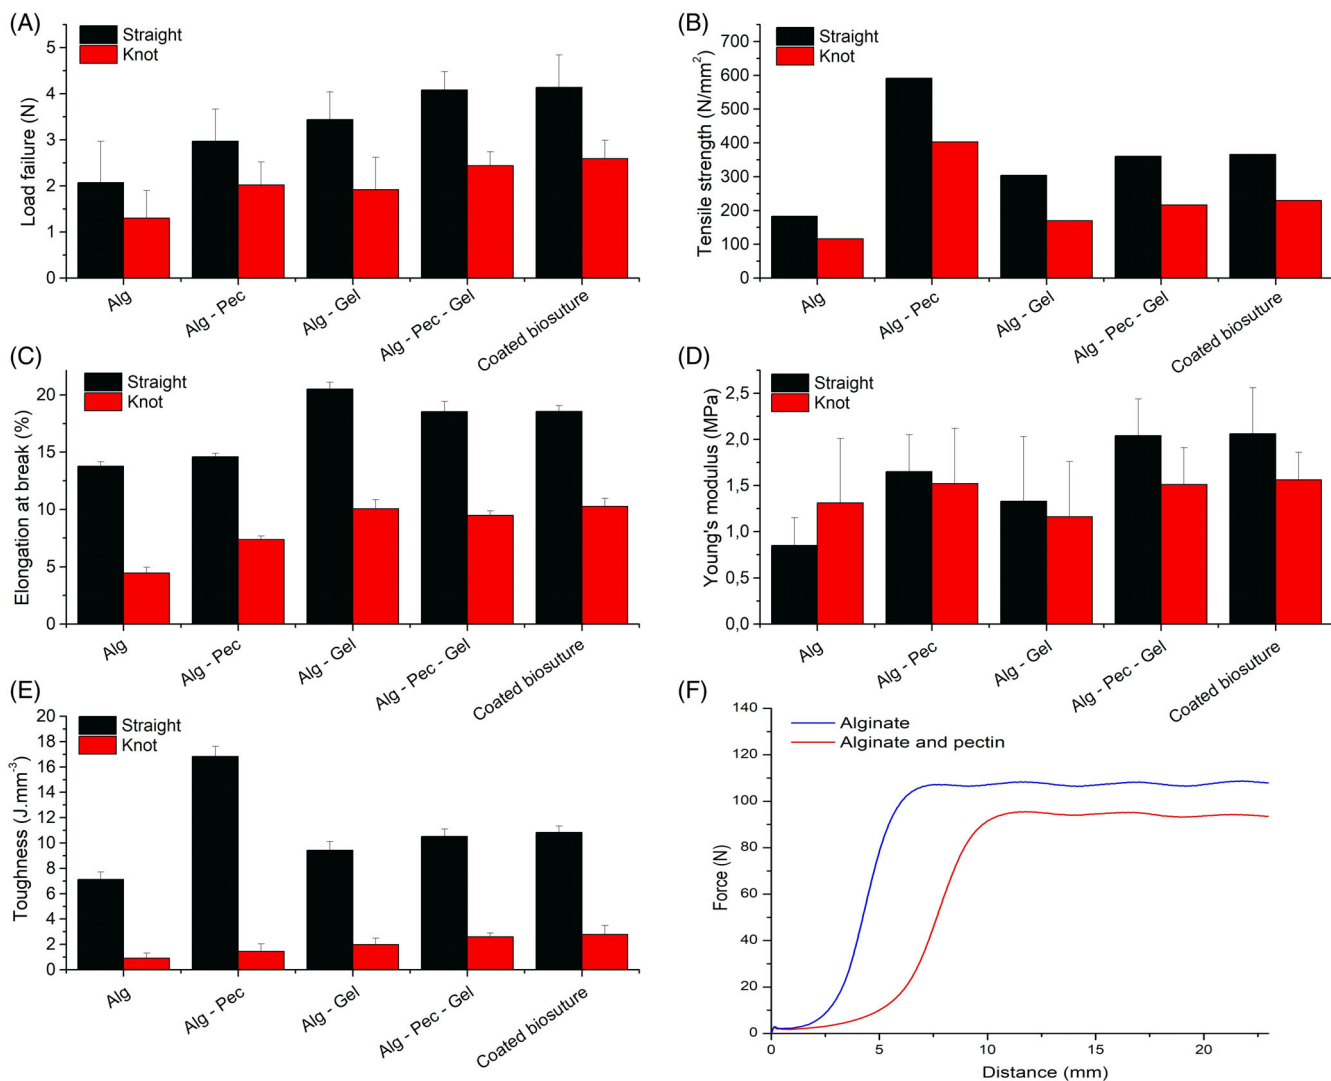 (A)
Straight
Knot
Load failure (N)
5
4
3
2
1
0
Alg
Alg - Pec
Alg - Gel
Alg - Pec - Gel
Coated biosuture
(B)
Straight
Knot
Tensile strength (N/mm²)
700
600
500
400
300
200
100
0
Alg
Alg - Pec
Alg - Gel
Alg - Pec - Gel
Coated biosuture
(C)
Straight
Knot
Elongation at break (%)
20
15
10
5
0
Alg
Alg - Pec
Alg - Gel
Alg - Pec - Gel
Coated biosuture
(D)
Straight
Knot
Young's modulus (MPa)
2,5
2,0
1,5
1,0
0,5
0,0
Alg
Alg - Pec
Alg - Gel
Alg - Pec - Gel
Coated biosuture
(E)
Straight
Knot
Toughness (J.mm⁻³)
20
18
16
14
12
10
8
6
4
2
0
Alg
Alg - Pec
Alg - Gel
Alg - Pec - Gel
Coated biosuture
(F)
Alginate
Alginate and pectin
Force (N)
140
120
100
80
60
40
20
0
0
5
10
15
20
Distance (mm)